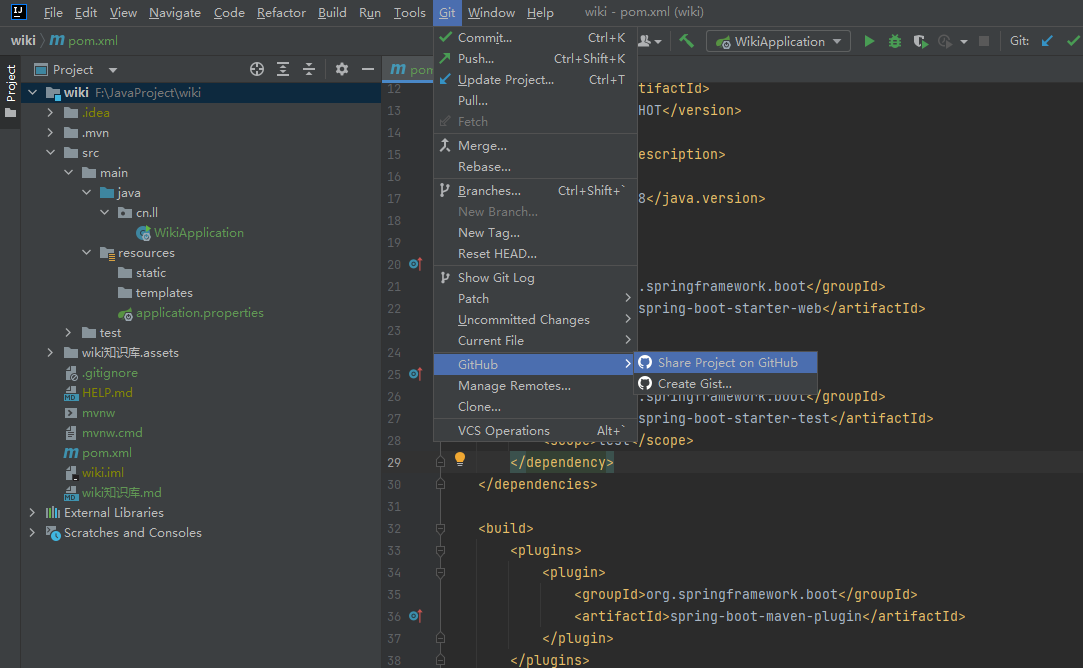 File Edit View Navigate Code Refactor Build Run Tools Git Window Help wiki - pom.xml (wiki)
wiki pom.xml
WikiApplication
Git:
Project
Project
pom
wiki F:\JavaProject\wiki
.idea
.mvn
src
main
java
cn.ll
WikiApplication
resources
static
templates
application.properties
test
wiki知识库.assets
.gitignore
HELP.md
mvnw
mvnw.cmd
pom.xml
wiki.iml
wiki知识库.md
External Libraries
Scratches and Consoles
Commit... Ctrl+K
Push... Ctrl+Shift+K
Update Project... Ctrl+T
Pull...
Fetch
Merge...
Rebase...
Branches... Ctrl+Shift+`
New Branch...
New Tag...
Reset HEAD...
Show Git Log
Patch
Uncommitted Changes
Current File
GitHub
Manage Remotes...
Clone...
VCS Operations Alt+`
Share Project on GitHub
Create Gist...
12 tifactId>
13 HOT</version>
14
15 escription>
16
17 8</java.version>
18
19
20
21 .springframework.boot</groupId>
22 spring-boot-starter-web</artifactId>
23
24
25
26 .springframework.boot</groupId>
27 spring-boot-starter-test</artifactId>
28 <scope>test</scope>
29 </dependency>
30 </dependencies>
31
32 <build>
33 <plugins>
34 <plugin>
35 <groupId>org.springframework.boot</groupId>
36 <artifactId>spring-boot-maven-plugin</artifactId>
37 </plugin>
38 </plugins>